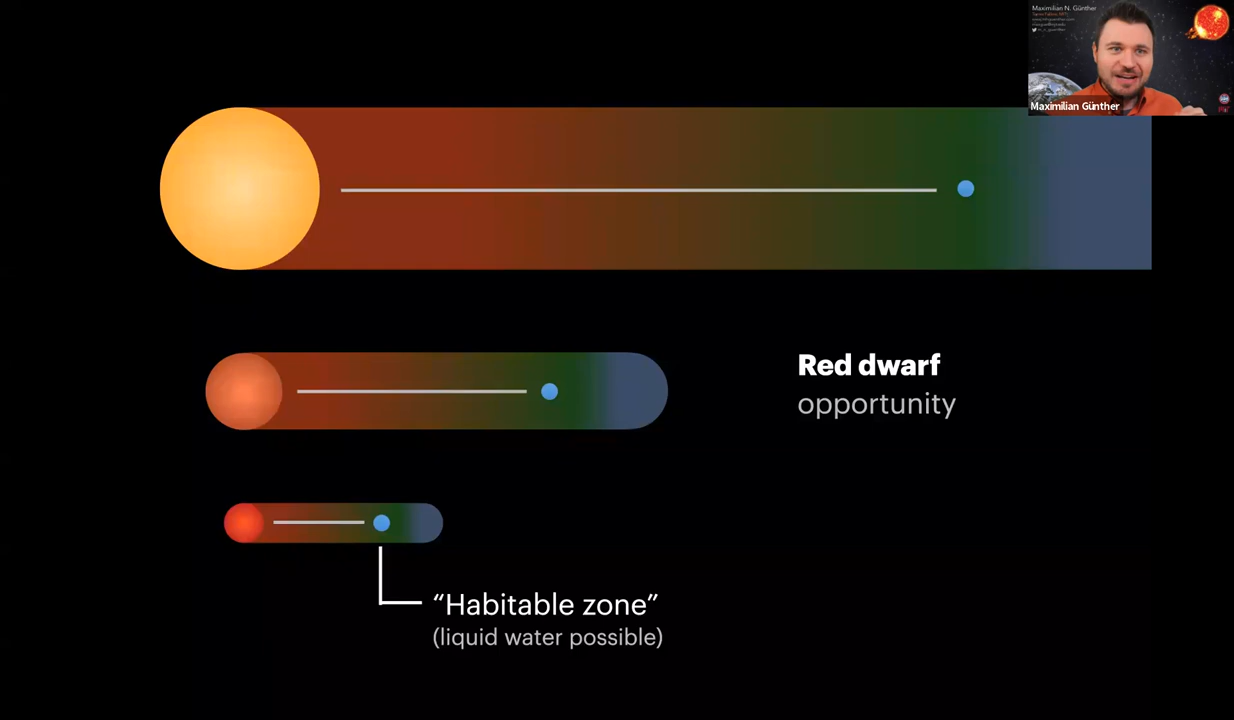 Maximilian N. Günther
Maximilian Günther
Red dwarf
opportunity
“Habitable zone”
(liquid water possible)